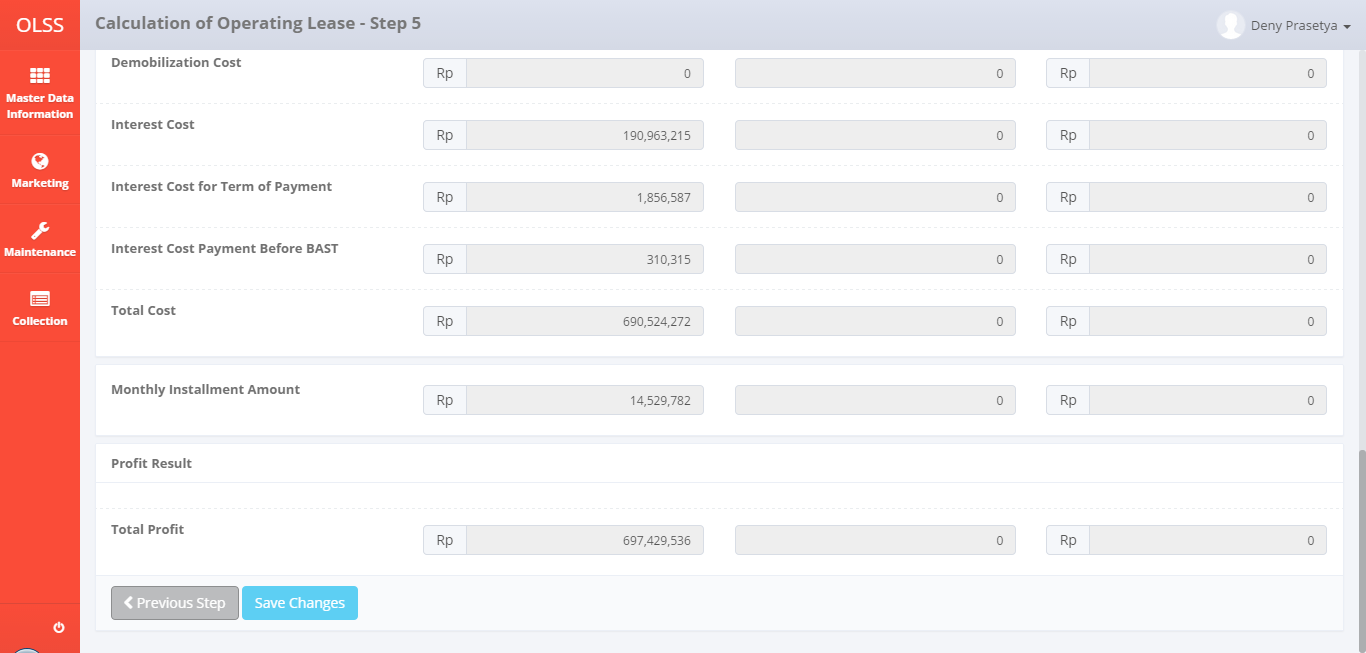 OLSS
Calculation of Operating Lease - Step 5
Deny Prasetya
Master Data
Information
Marketing
Maintenance
Collection
Demobilization Cost Rp 0 0 Rp 0
Interest Cost Rp 190,963,215 0 Rp 0
Interest Cost for Term of Payment Rp 1,856,587 0 Rp 0
Interest Cost Payment Before BAST Rp 310,315 0 Rp 0
Total Cost Rp 690,524,272 0 Rp 0
Monthly Installment Amount Rp 14,529,782 0 Rp 0
Profit Result
Total Profit Rp 697,429,536 0 Rp 0
Previous Step Save Changes